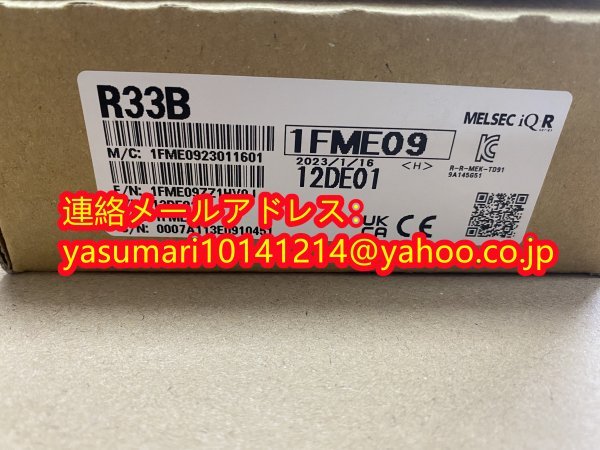 R33B
MELSEC iQ R
1FME09
M/C: 1FME0923011601
2023/1/16
<H>
R-R-MEK-TD91
9A145651
12DE01
連絡メールアドレス:
UK
CA CE
yasumari10141214@yahoo.co.jp